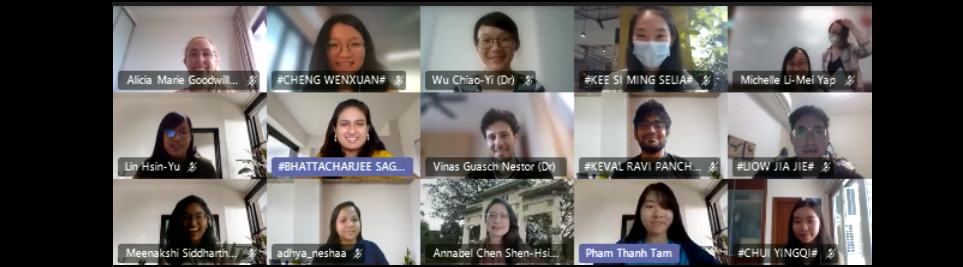 Alicia Marie Goodwill...
#CHENG WENXUAN#
Wu Chiao-Yi (Dr)
#KEE SI MING SELIA#
Michelle Li-Mei Yap
Lin Hsin-Yu
#BHATTACHARJEE SAG...
Vinas Guasch Nestor (Dr)
#KEVAL RAVI PANCH...
#LIOW JIA JIE#
Meenakshi Siddharth...
adhya_neshaa
Annabel Chen Shen-Hsi...
Pham Thanh Tam
#CHUI YINGQI#